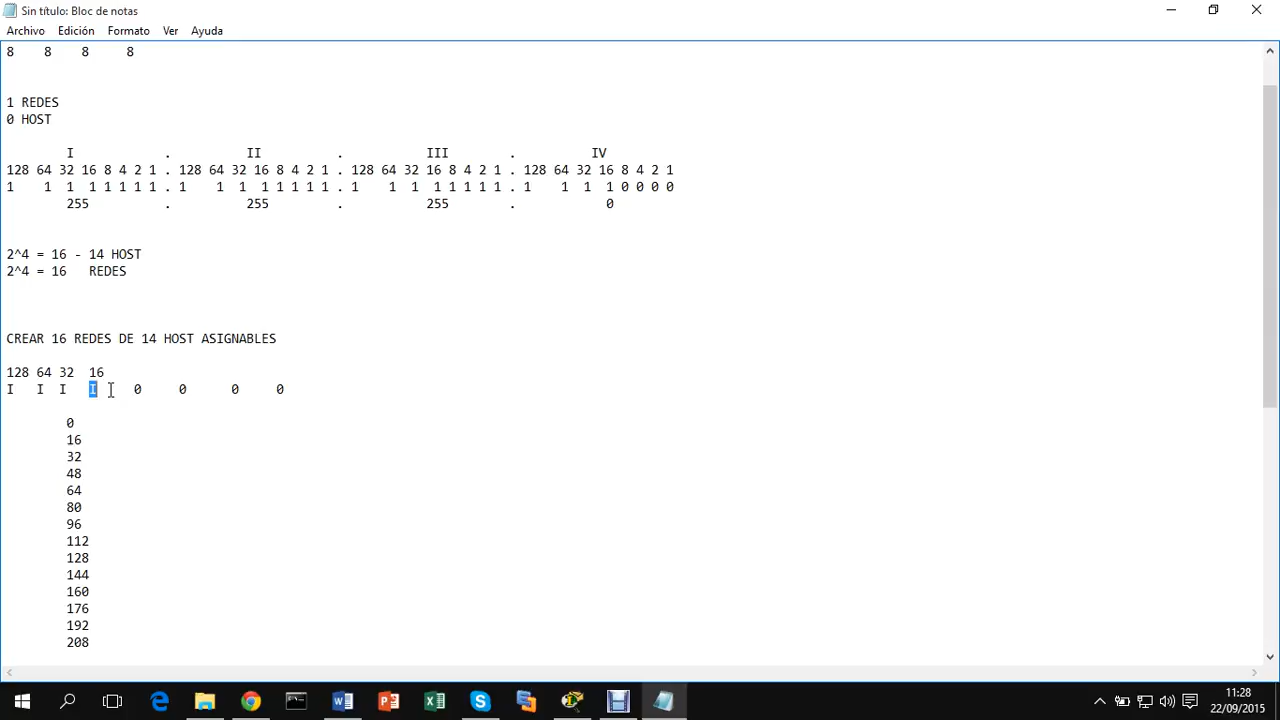 Sin título: Bloc de notas
Archivo Edición Formato Ver Ayuda
8 8 8 8
1 REDES
0 HOST
I . II . III . IV
128 64 32 16 8 4 2 1 . 128 64 32 16 8 4 2 1 . 128 64 32 16 8 4 2 1 . 128 64 32 16 8 4 2 1
1 1 1 1 1 1 1 1 . 1 1 1 1 1 1 1 1 . 1 1 1 1 1 1 1 1 . 1 1 1 1 0 0 0 0
255 . 255 . 255 . 0
2^4 = 16 - 14 HOST
2^4 = 16 REDES
CREAR 16 REDES DE 14 HOST ASIGNABLES
128 64 32 16
I I I I 0 0 0 0
0
16
32
48
64
80
96
112
128
144
160
176
192
208
11:28
22/09/2015